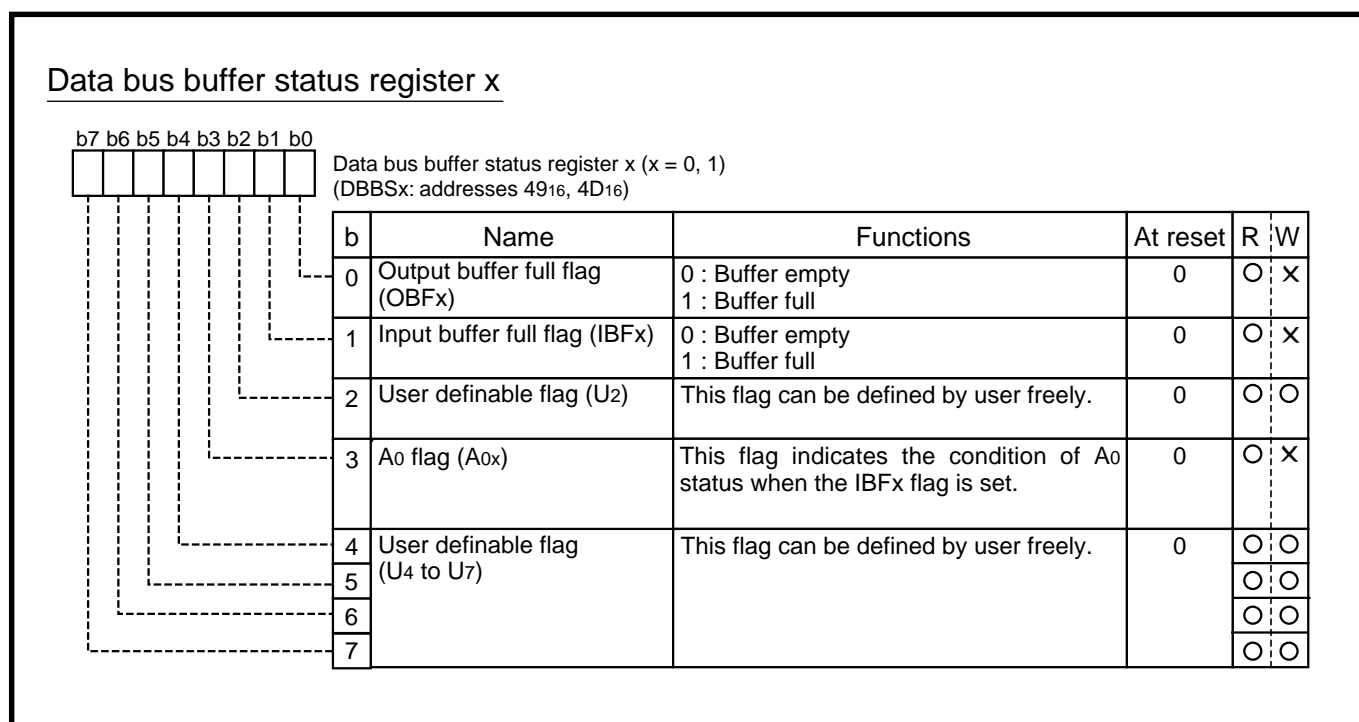 Data bus buffer status register x
b7 b6 b5 b4 b3 b2 b1 b0
Data bus buffer status register x (x = 0, 1)
(DBBSx: addresses 4916, 4D16)
b Name Functions At reset R W
0 Output buffer full flag (OBFx) 0 : Buffer empty 1 : Buffer full 0 O X
1 Input buffer full flag (IBFx) 0 : Buffer empty 1 : Buffer full 0 O X
2 User definable flag (U2) This flag can be defined by user freely. 0 O O
3 A0 flag (A0x) This flag indicates the condition of A0 status when the IBFx flag is set. 0 O X
4 User definable flag (U4 to U7) This flag can be defined by user freely. 0 O O
5 O O
6 O O
7 O O